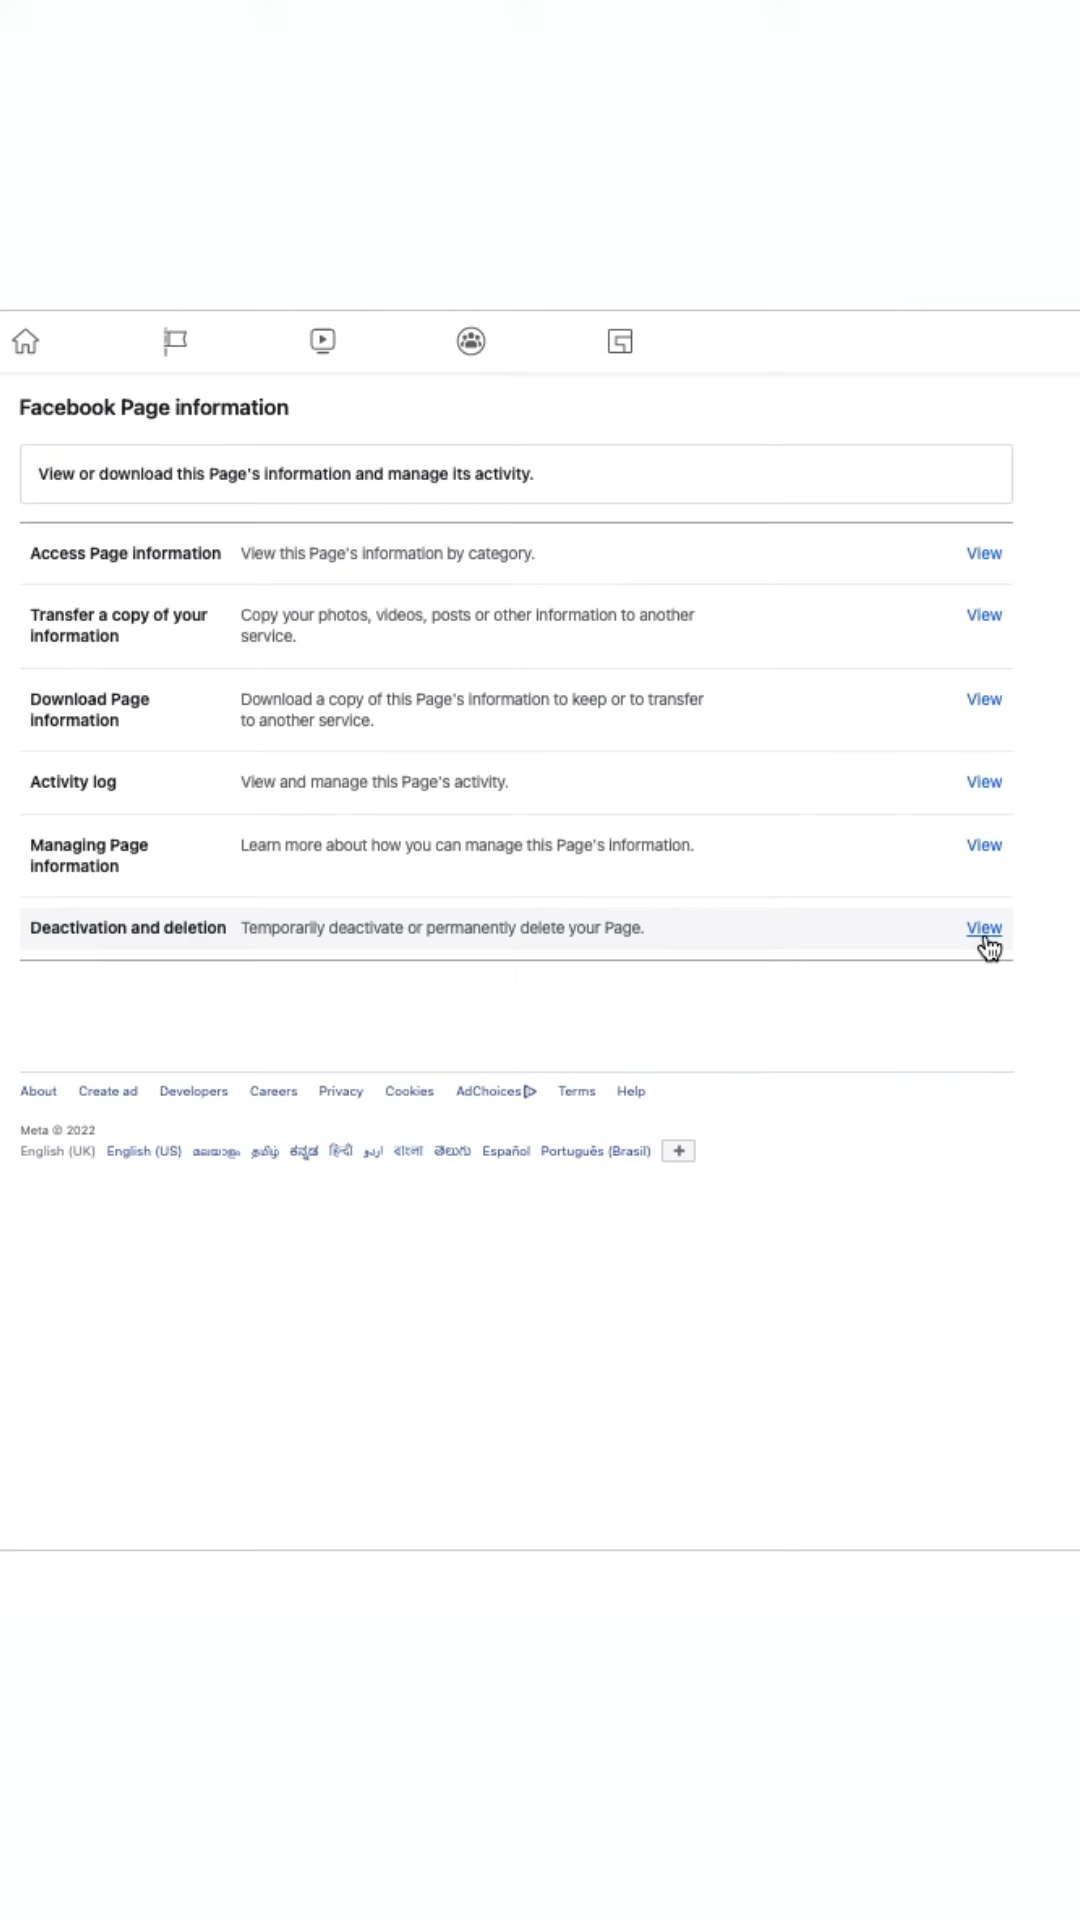 Facebook Page information
View or download this Page's information and manage its activity.
Access Page information View this Page's information by category. View
Transfer a copy of your Copy your photos, videos, posts or other information to another View
information service.
Download Page Download a copy of this Page's information to keep or to transfer View
information to another service.
Activity log View and manage this Page's activity. View
Managing Page Learn more about how you can manage this Page's information. View
information
Deactivation and deletion Temporarily deactivate or permanently delete your Page. View
About Create ad Developers Careers Privacy Cookies AdChoices Terms Help
Meta © 2022
English (UK) English (US) മലയാളം தமிழ் ಕನ್ನಡ हिन्दी اردو বাংলা తెలుగు Español Português (Brasil) +